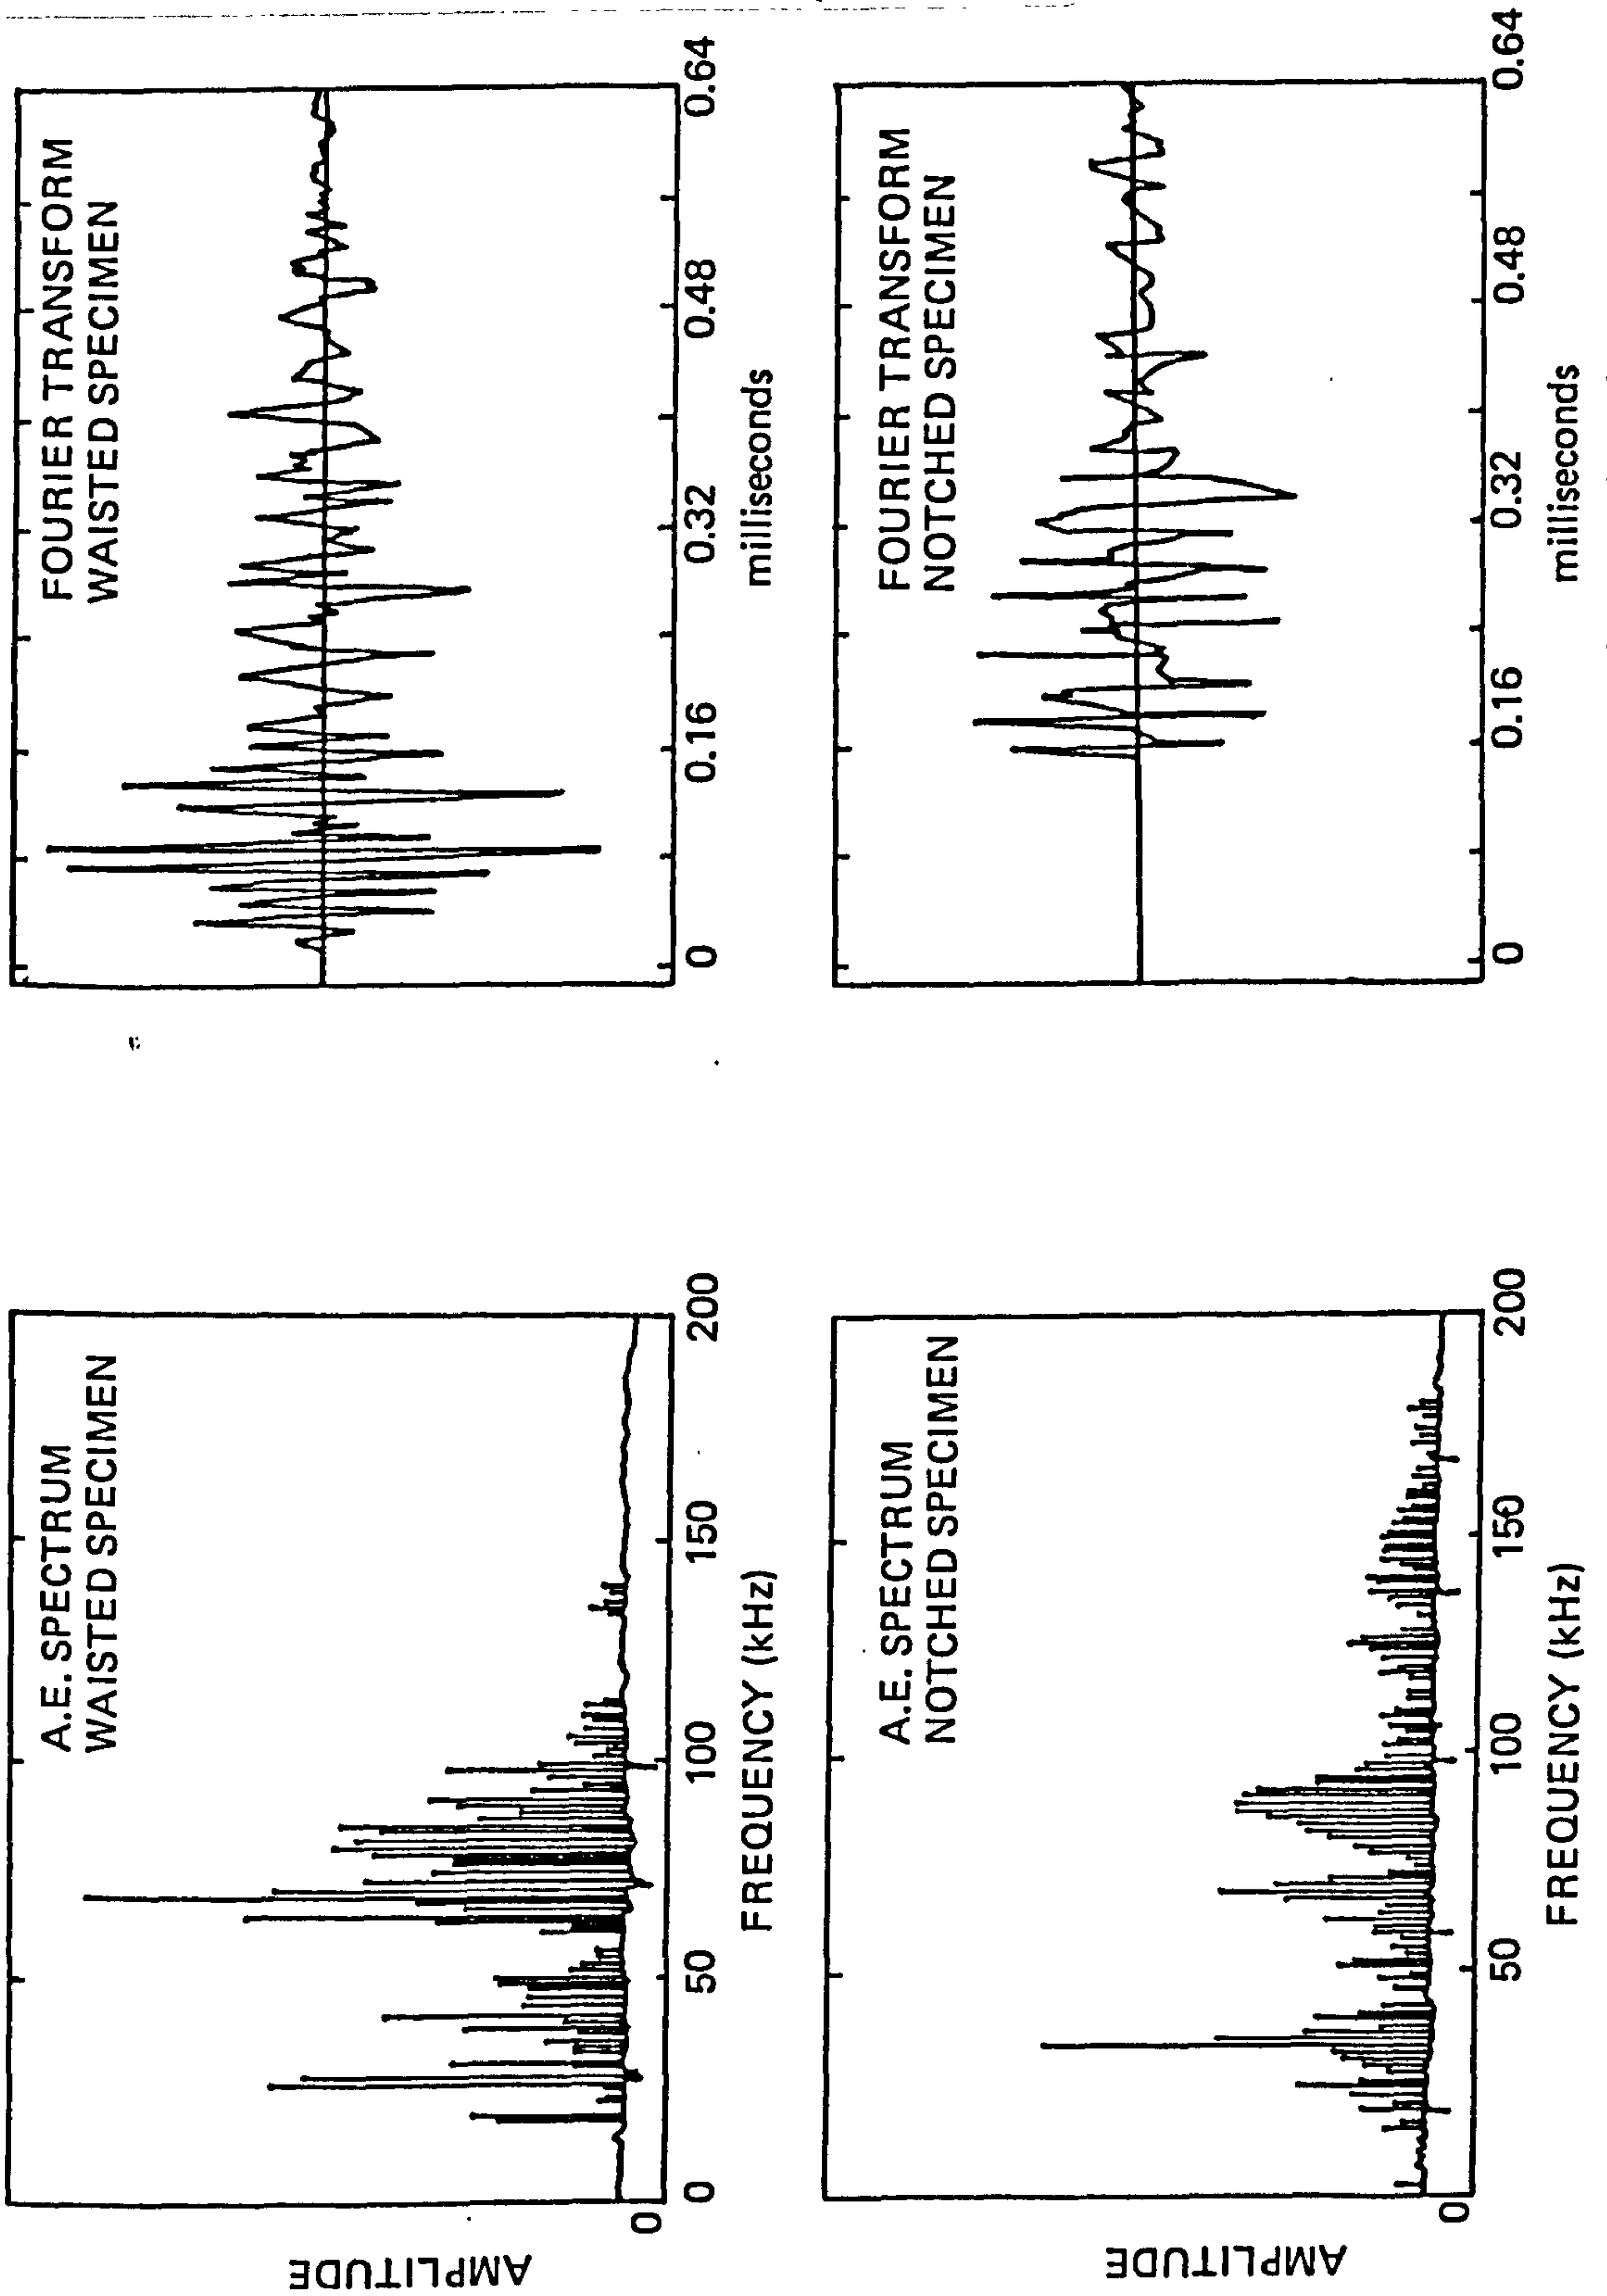 A.E. SPECTRUM
WAISTED SPECIMEN
AMPLITUDE
0
0 50 100 150 200
FREQUENCY (kHz)
FOURIER TRANSFORM
WAISTED SPECIMEN
0 0.16 0.32 0.48 0.64
milliseconds
A.E. SPECTRUM
NOTCHED SPECIMEN
AMPLITUDE
0
50 100 150 200
FREQUENCY (kHz)
FOURIER TRANSFORM
NOTCHED SPECIMEN
0 0.16 0.32 0.48 0.64
milliseconds